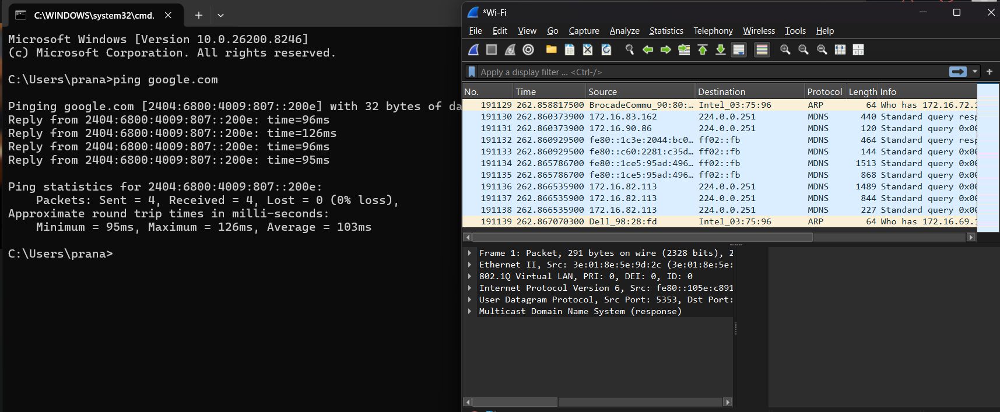 C:\WINDOWS\system32\cmd.
Microsoft Windows [Version 10.0.26200.8246]
(c) Microsoft Corporation. All rights reserved.
C:\Users\prana>ping google.com
Pinging google.com [2404:6800:4009:807::200e] with 32 bytes of da
Reply from 2404:6800:4009:807::200e: time=96ms
Reply from 2404:6800:4009:807::200e: time=126ms
Reply from 2404:6800:4009:807::200e: time=96ms
Reply from 2404:6800:4009:807::200e: time=95ms
Ping statistics for 2404:6800:4009:807::200e:
Packets: Sent = 4, Received = 4, Lost = 0 (0% loss),
Approximate round trip times in milli-seconds:
Minimum = 95ms, Maximum = 126ms, Average = 103ms
C:\Users\prana>
*Wi-Fi
File Edit View Go Capture Analyze Statistics Telephony Wireless Tools Help
Apply a display filter ... <Ctrl-/>
No. Time Source Destination Protocol Length Info
191129 262.858817500 BrocadeCommu_90:80:… Intel_03:75:96 ARP 64 Who has 172.16.72.1
191130 262.860373900 172.16.83.162 224.0.0.251 MDNS 440 Standard query resp
191131 262.860373900 172.16.90.86 224.0.0.251 MDNS 120 Standard query 0x00
191132 262.860929500 fe80::1c3e:2044:bc0… ff02::fb MDNS 464 Standard query resp
191133 262.860929500 fe80::c60:2281:c35d… ff02::fb MDNS 144 Standard query 0x00
191134 262.865786700 fe80::1ce5:95ad:496… ff02::fb MDNS 1513 Standard query 0x00
191135 262.865786700 fe80::1ce5:95ad:496… ff02::fb MDNS 868 Standard query 0x00
191136 262.866535900 172.16.82.113 224.0.0.251 MDNS 1489 Standard query 0x00
191137 262.866535900 172.16.82.113 224.0.0.251 MDNS 844 Standard query 0x00
191138 262.866535900 172.16.82.113 224.0.0.251 MDNS 227 Standard query 0x00
191139 262.867070300 Dell_98:28:fd Intel_03:75:96 ARP 64 Who has 172.16.69.1
Frame 1: Packet, 291 bytes on wire (2328 bits), 2
Ethernet II, Src: 3e:01:8e:5e:9d:2c (3e:01:8e:5e:
802.1Q Virtual LAN, PRI: 0, DEI: 0, ID: 0
Internet Protocol Version 6, Src: fe80::105e:c891
User Datagram Protocol, Src Port: 5353, Dst Port:
Multicast Domain Name System (response)